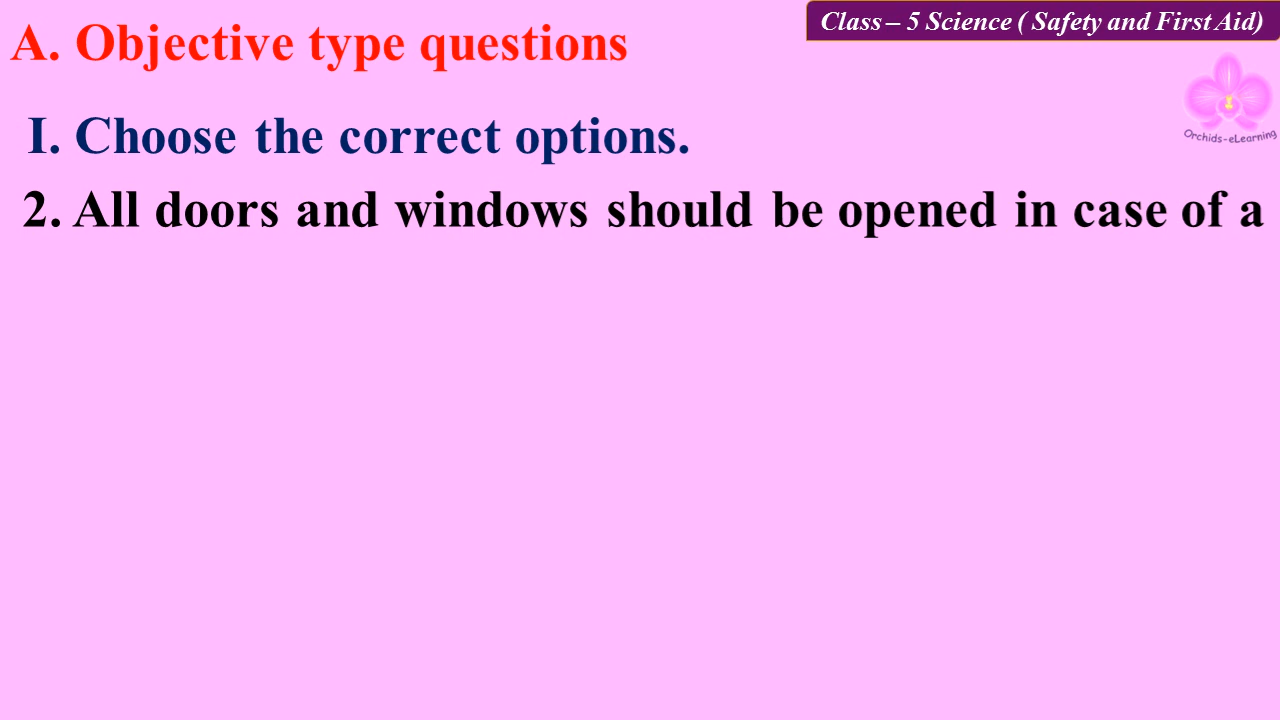 Class – 5 Science ( Safety and First Aid)
A. Objective type questions
Orchids-eLearning
I. Choose the correct options.
2. All doors and windows should be opened in case of a